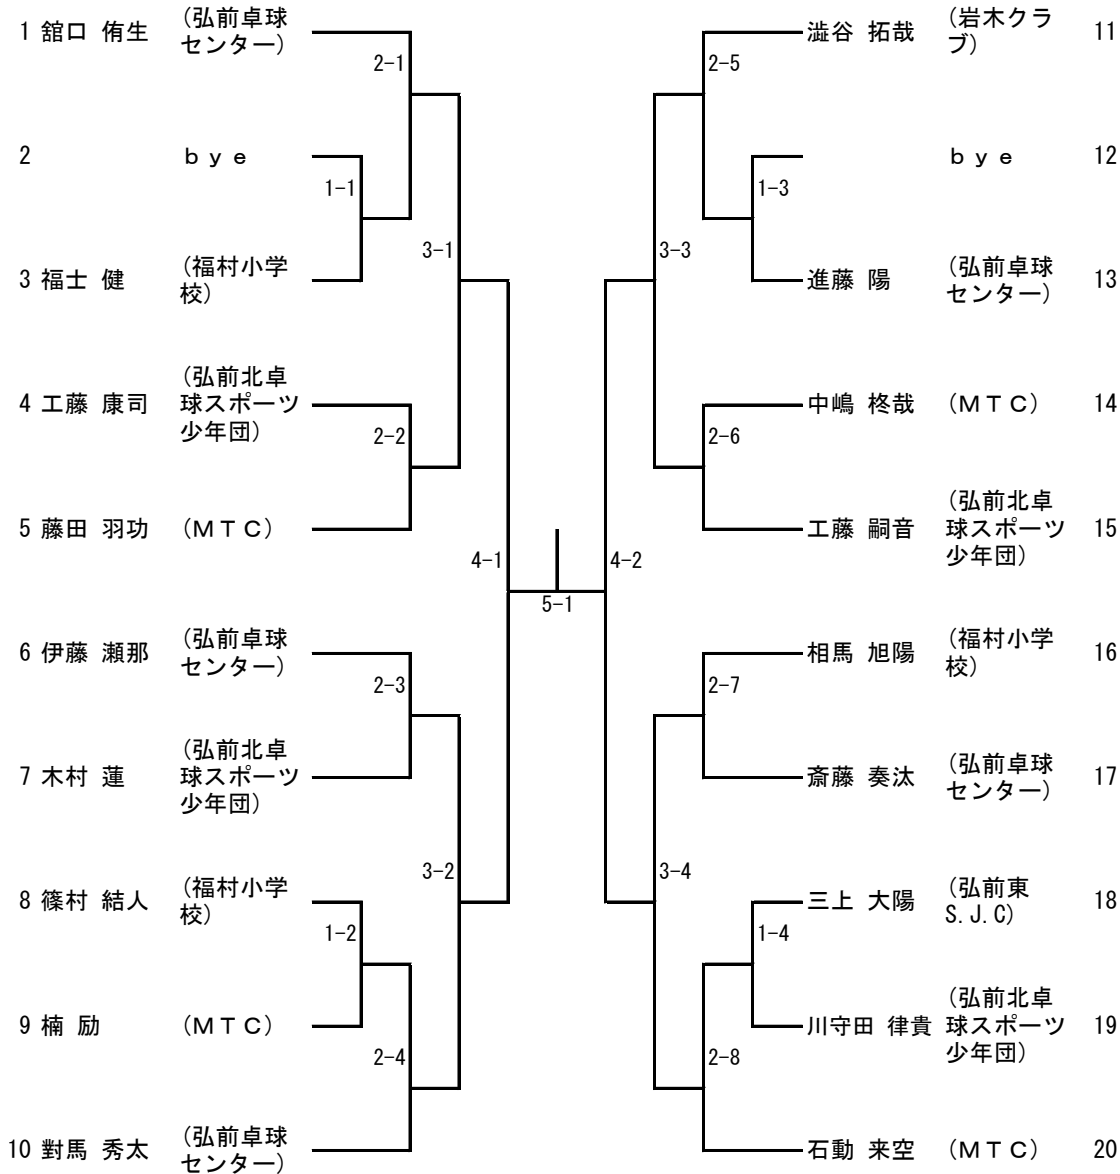 1 舘口 侑生 (弘前卓球
センター)
2-1
2 ｂｙｅ
1-1
3 福士 健 (福村小学
校)
3-1
4 工藤 康司 (弘前北卓
球スポーツ
少年団)
2-2
5 藤田 羽功 (ＭＴＣ)
4-1
6 伊藤 瀬那 (弘前卓球
センター)
2-3
7 木村 蓮 (弘前北卓
球スポーツ
少年団)
3-2
8 篠村 結人 (福村小学
校)
1-2
9 楠 励 (ＭＴＣ)
2-4
10 對馬 秀太 (弘前卓球
センター)
5-1
澁谷 拓哉 (岩木クラ
ブ) 11
2-5
ｂｙｅ 12
1-3
進藤 陽 (弘前卓球
センター) 13
3-3
中嶋 柊哉 (ＭＴＣ) 14
2-6
工藤 嗣音 (弘前北卓
球スポーツ
少年団) 15
4-2
相馬 旭陽 (福村小学
校) 16
2-7
斎藤 奏汰 (弘前卓球
センター) 17
3-4
三上 大陽 (弘前東
S.J.C) 18
1-4
川守田 律貴 (弘前北卓
球スポーツ
少年団) 19
2-8
石動 来空 (ＭＴＣ) 20